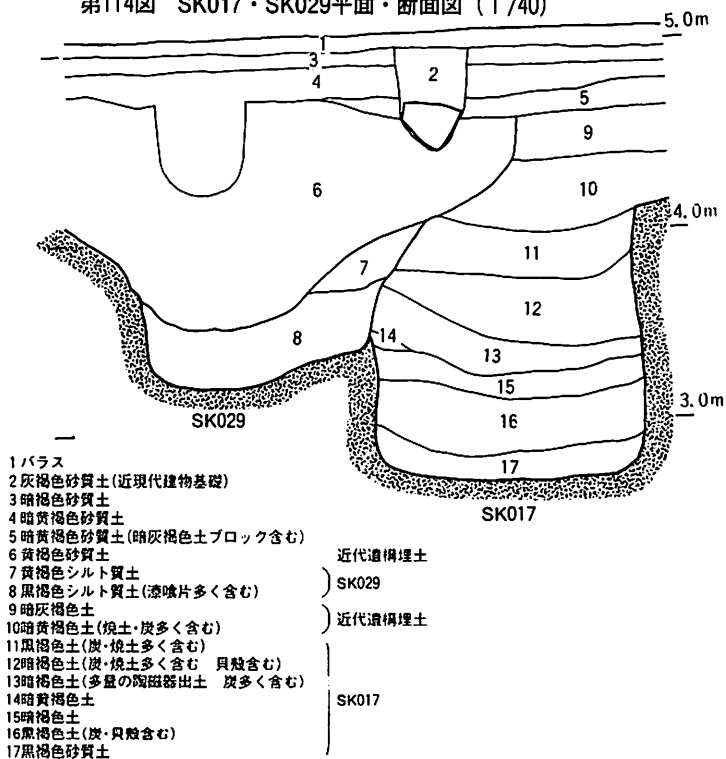 第114図 SK017・SK029平面・断面図 (1/40)
5.0m
1
3
2
4
5
9
6
10
4.0m
11
7
12
8
14
13
15
3.0m
16
SK029
17
SK017
1バラス
2灰褐色砂質土(近現代建物基礎)
3暗褐色砂質土
4暗黄褐色砂質土
5暗黄褐色砂質土(暗灰褐色土ブロック含む)
6黄褐色砂質土 近代遺構埋土
7黄褐色シルト質土
8黒褐色シルト質土(漆喰片多く含む)
SK029
9暗灰褐色土
10暗黄褐色土(焼土・炭多く含む)
近代遺構埋土
11黒褐色土(炭・焼土多く含む)
12暗褐色土(炭・焼土多く含む 貝殻含む)
13暗褐色土(多量の陶磁器出土 炭多く含む)
14暗黄褐色土
SK017
15暗褐色土
16黒褐色土(炭・貝殻含む)
17黒褐色砂質土